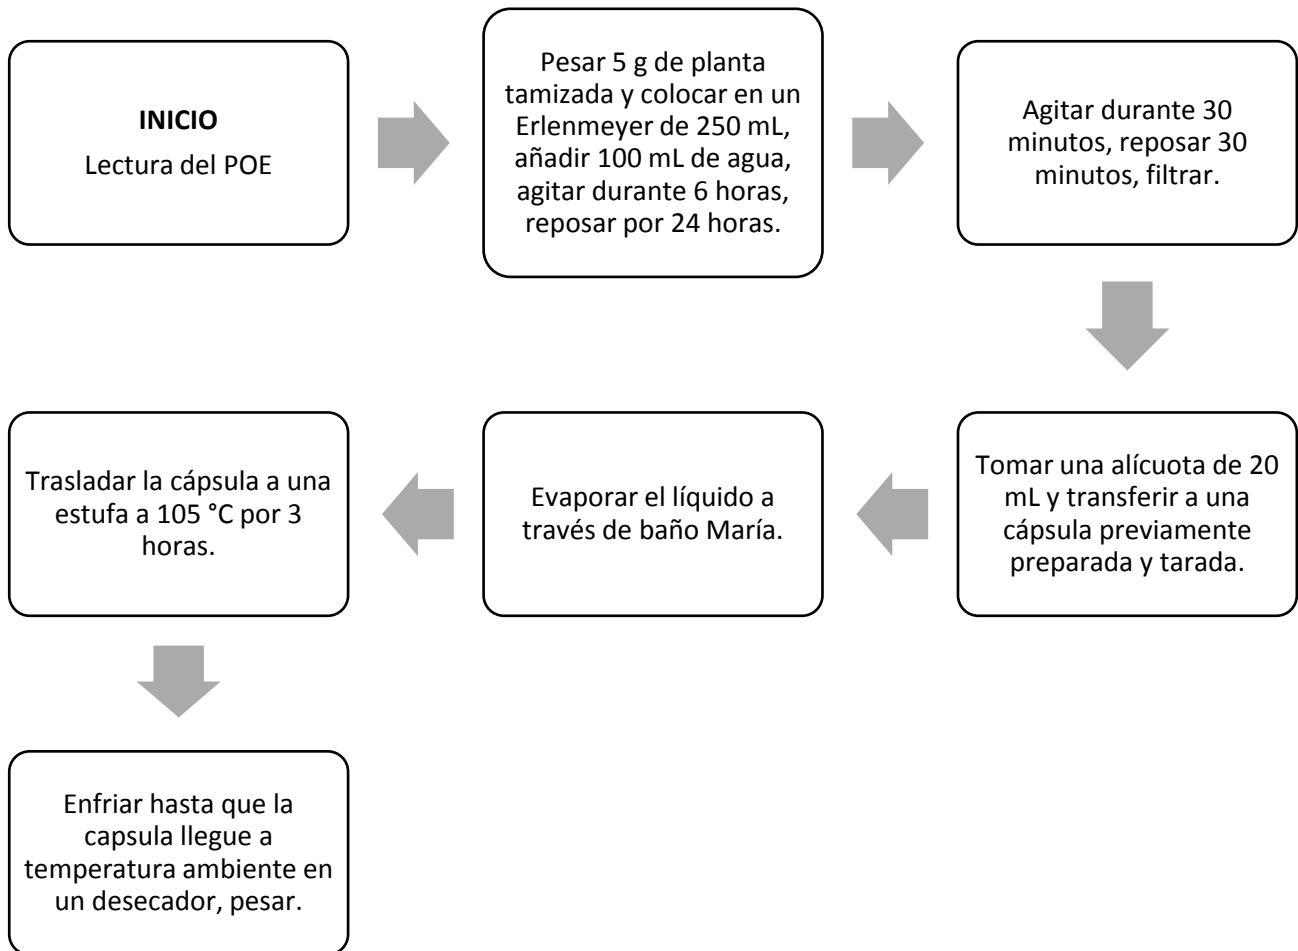 INICIO
Lectura del POE
Pesar 5 g de planta
tamizada y colocar en un
Erlenmeyer de 250 mL,
añadir 100 mL de agua,
agitar durante 6 horas,
reposar por 24 horas.
Agitar durante 30
minutos, reposar 30
minutos, filtrar.
Tomar una alícuota de 20
mL y transferir a una
cápsula previamente
preparada y tarada.
Evaporar el líquido a
través de baño María.
Trasladar la cápsula a una
estufa a 105 °C por 3
horas.
Enfriar hasta que la
capsula llegue a
temperatura ambiente en
un desecador, pesar.